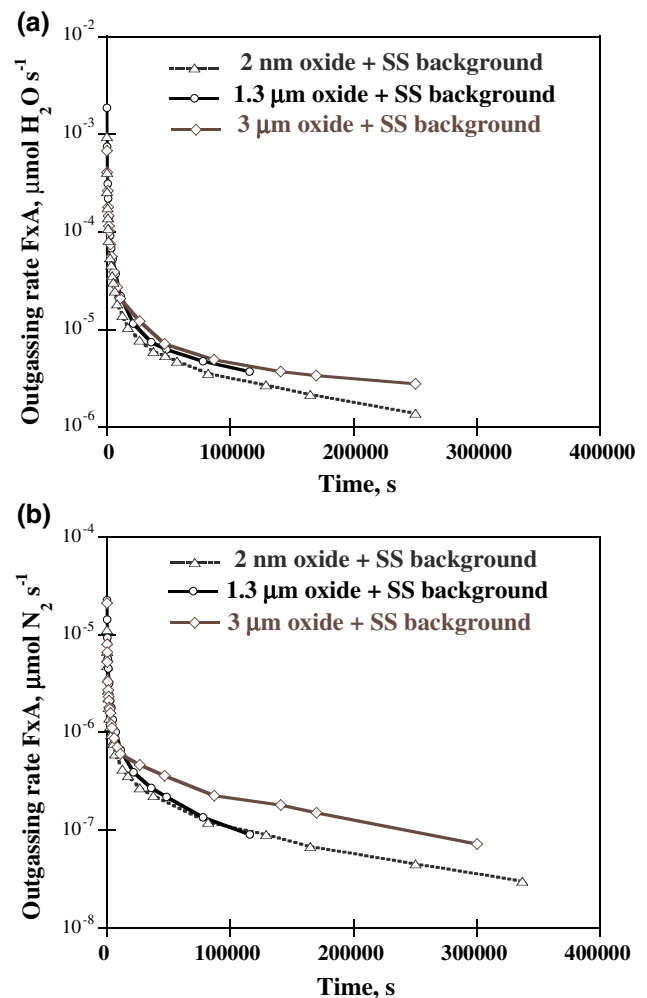 (a)
10⁻²
10⁻³
10⁻⁴
10⁻⁵
10⁻⁶
Outgassing rate FxA, μmol H₂O s⁻¹
2 nm oxide + SS background
1.3 μm oxide + SS background
3 μm oxide + SS background
0 100000 200000 300000 400000
Time, s
(b)
10⁻⁴
10⁻⁵
10⁻⁶
10⁻⁷
10⁻⁸
Outgassing rate FxA, μmol N₂ s⁻¹
2 nm oxide + SS background
1.3 μm oxide + SS background
3 μm oxide + SS background
0 100000 200000 300000 400000
Time, s